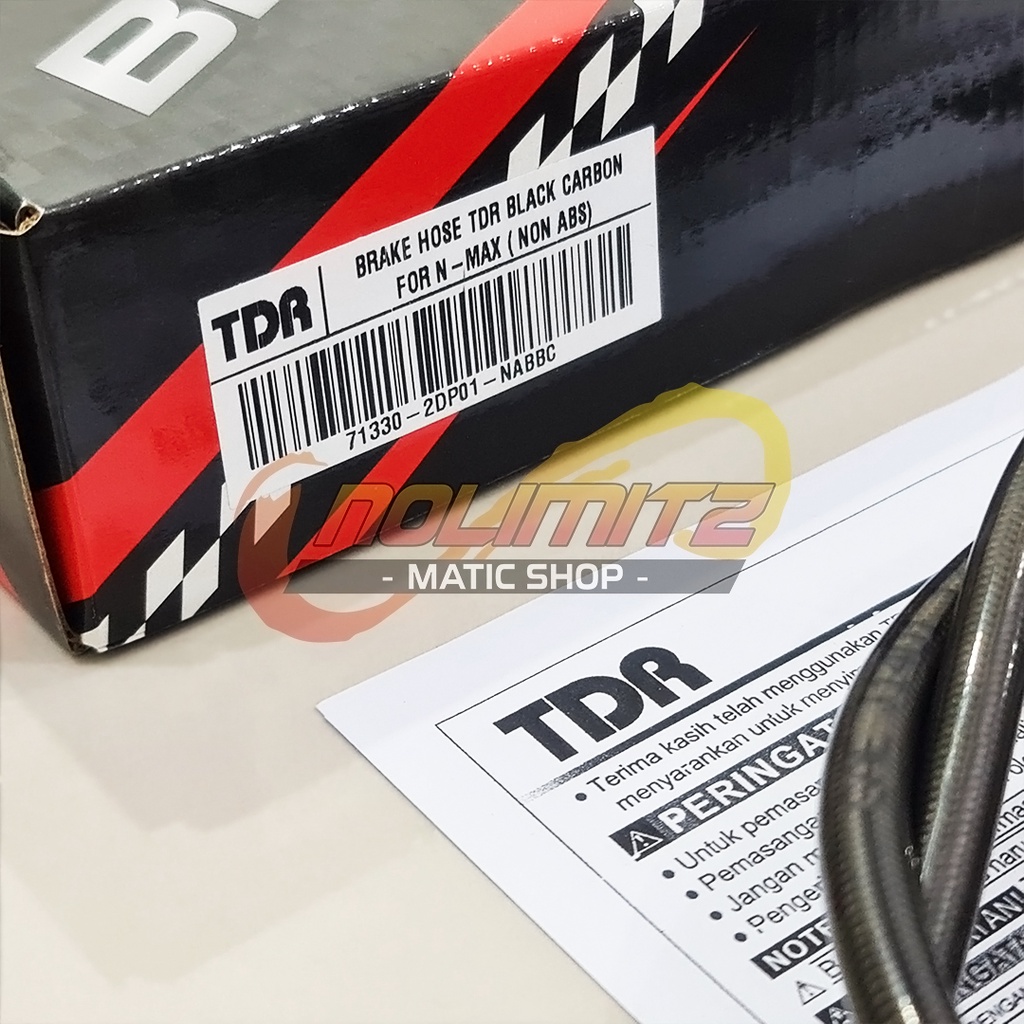 B
TDR
BRAKE HOSE TDR BLACK CARBON
FOR N-MAX (NON ABS)
71330-2DP01-NABBC
NOLIMITZ
- MATIC SHOP -
TDR
• Terima kasih telah menggunakan
menyarankan untuk
PERINGAT
• Untuk pemasa
• Pemasanga
• Jangan m
• Penge
NOT